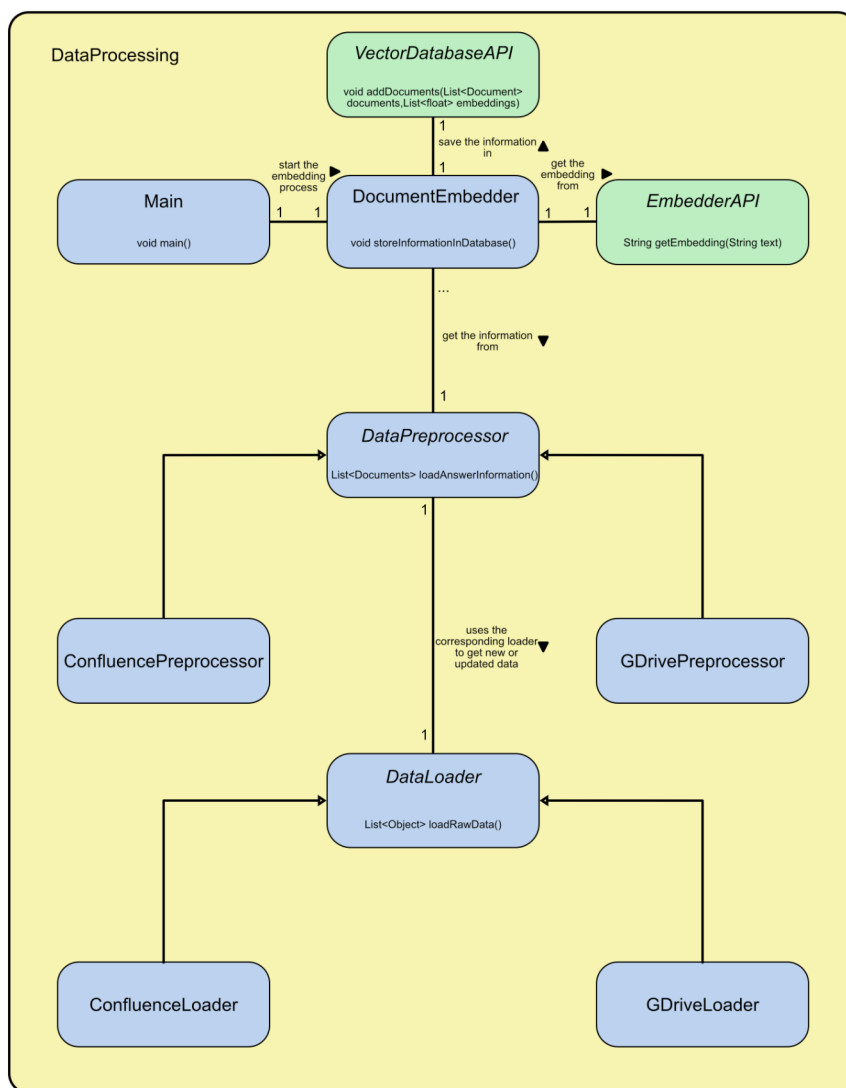 DataProcessing
VectorDatabaseAPI
void addDocuments(List<Document>
documents,List<float> embeddings)
1
save the information
in
1
start the
embedding
process
get the
embedding
from
Main
void main()
1
1
DocumentEmbedder
void storeInformationInDatabase()
1
1
EmbedderAPI
String getEmbedding(String text)
...
get the information
from
1
DataPreprocessor
List<Documents> loadAnswerInformation()
1
ConfluencePreprocessor
uses the
corresponding loader
to get new or
updated data
GDrivePreprocessor
1
DataLoader
List<Object> loadRawData()
ConfluenceLoader
GDriveLoader